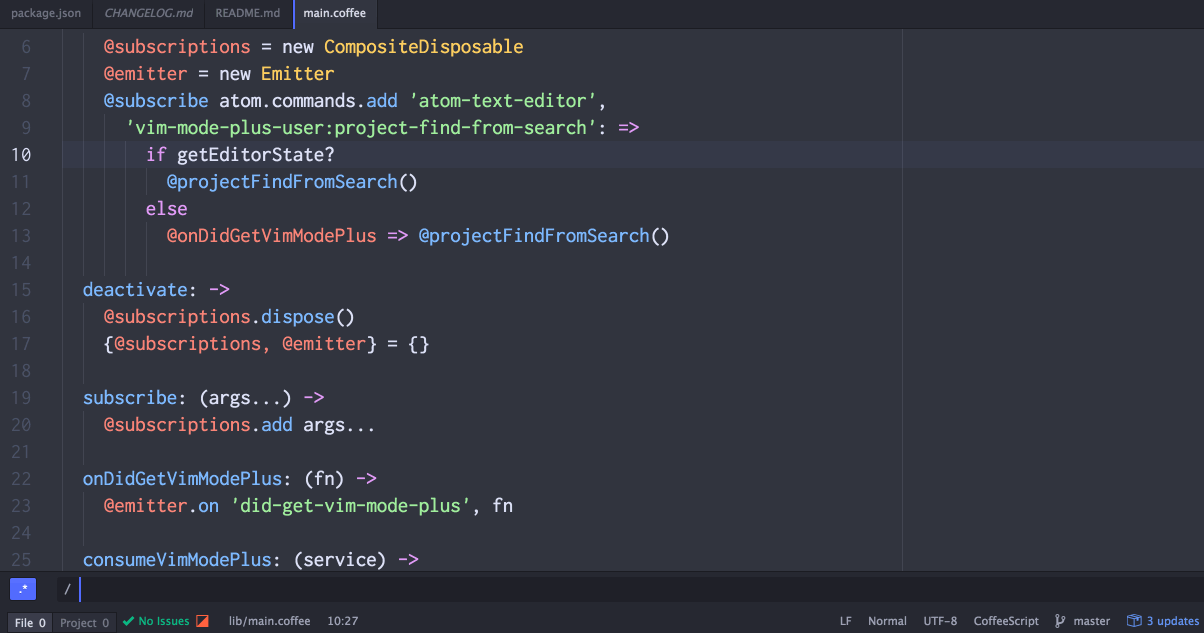 package.json CHANGELOG.md README.md main.coffee
6 @subscriptions = new CompositeDisposable
7 @emitter = new Emitter
8 @subscribe atom.commands.add 'atom-text-editor',
9 'vim-mode-plus-user:project-find-from-search': =>
10 if getEditorState?
11 @projectFindFromSearch()
12 else
13 @onDidGetVimModePlus => @projectFindFromSearch()
14
15 deactivate: ->
16 @subscriptions.dispose()
17 {@subscriptions, @emitter} = {}
18
19 subscribe: (args...) ->
20 @subscriptions.add args...
21
22 onDidGetVimModePlus: (fn) ->
23 @emitter.on 'did-get-vim-mode-plus', fn
24
25 consumeVimModePlus: (service) ->
.* /
File 0 Project 0 No Issues lib/main.coffee 10:27 LF Normal UTF-8 CoffeeScript master 3 updates